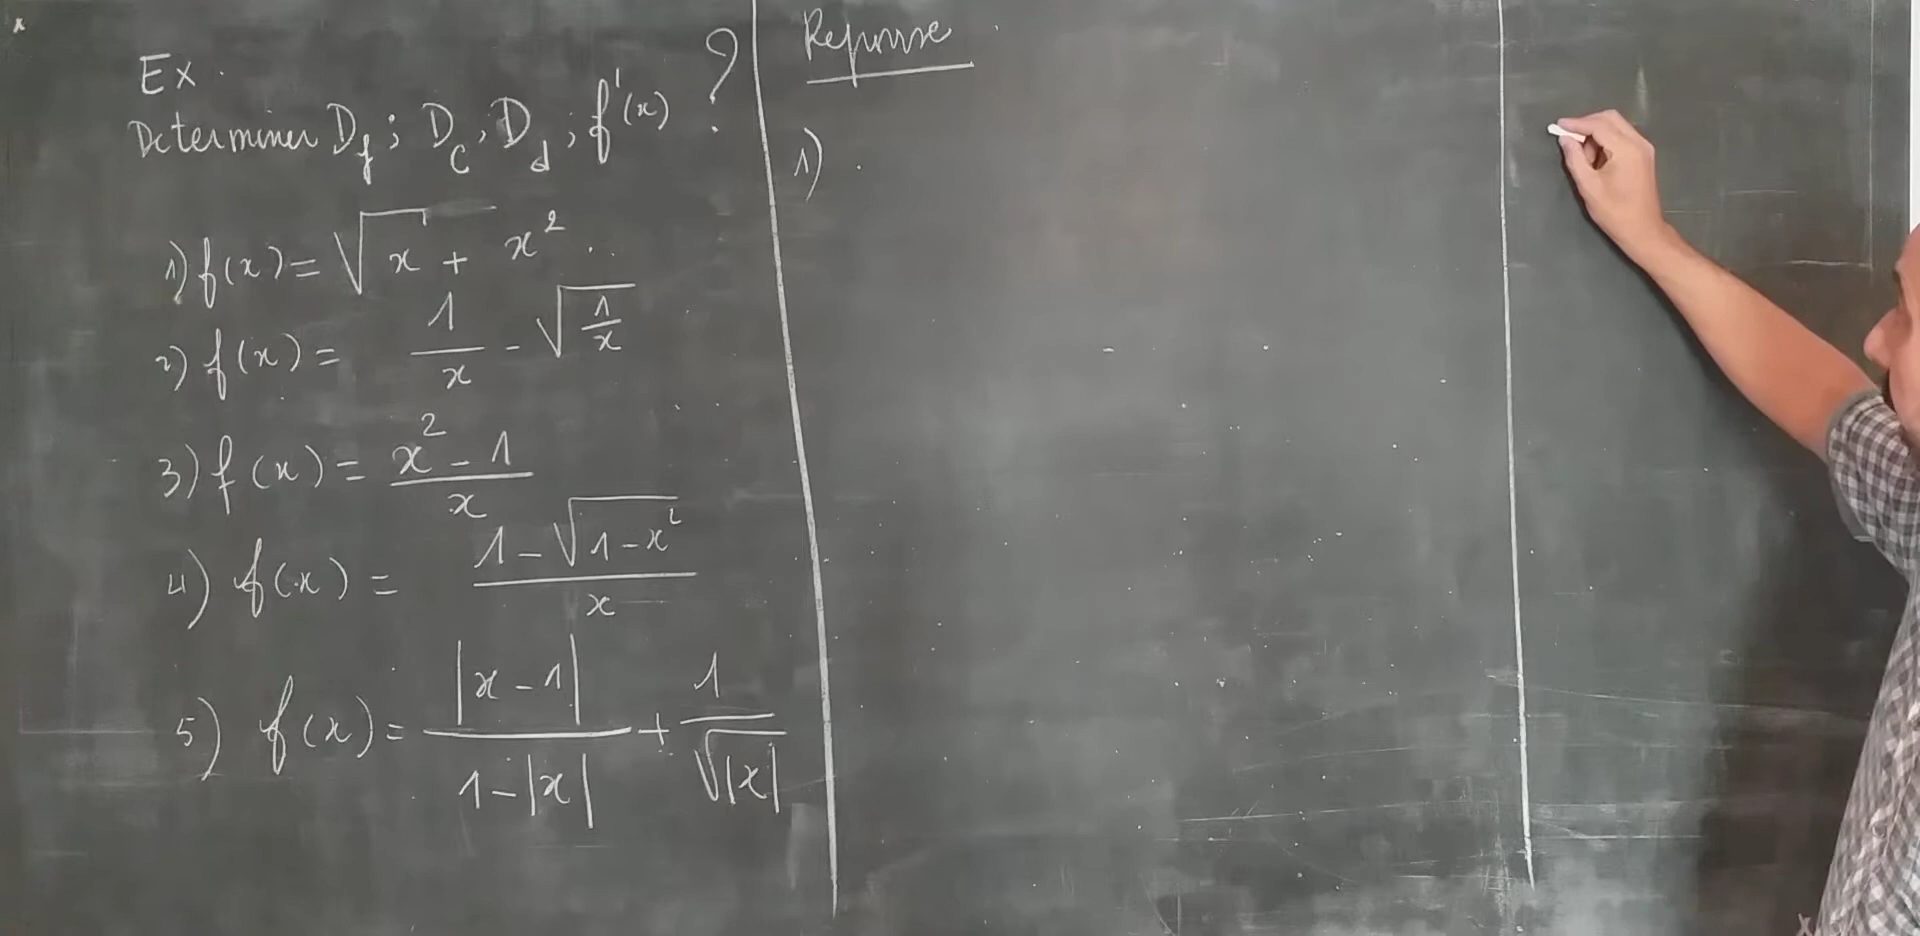 Ex.
Determiner D_f ; D_c , D_d ; f'(x) ?
1) f(x) = √x + x²
2) f(x) = 1/x - √(1/x)
3) f(x) = (x² - 1)/x
4) f(x) = (1 - √(1 - x²))/x
5) f(x) = |x - 1|/(1 - |x|) + 1/√|x|
Reponse
1)